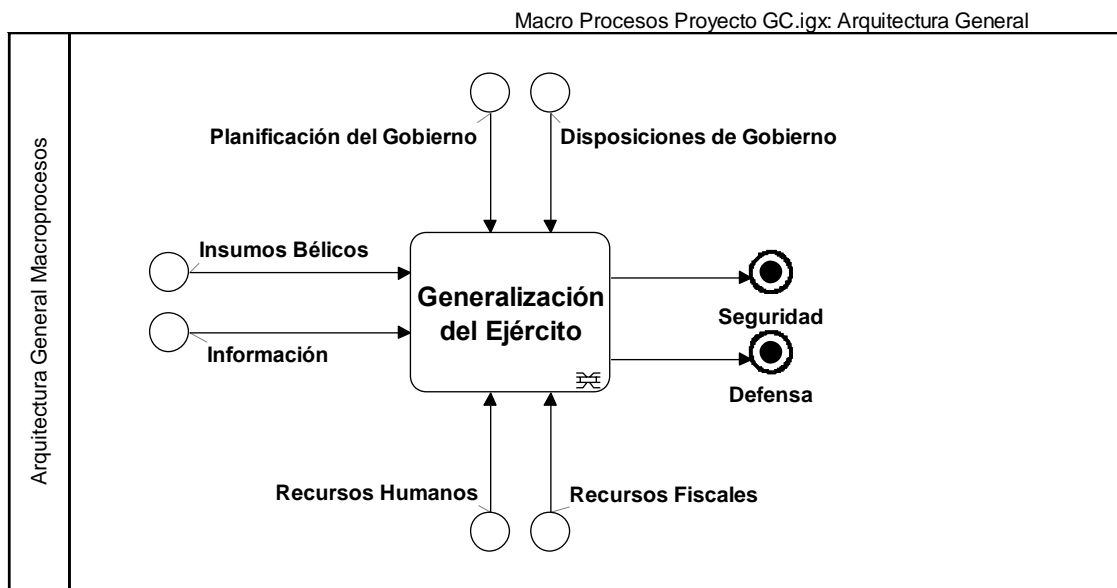 Macro Procesos Proyecto GC.igx: Arquitectura General
Arquitectura General Macroprocesos
Planificación del Gobierno
Disposiciones de Gobierno
Insumos Bélicos
Información
Generalización
del Ejército
Seguridad
Defensa
Recursos Humanos
Recursos Fiscales